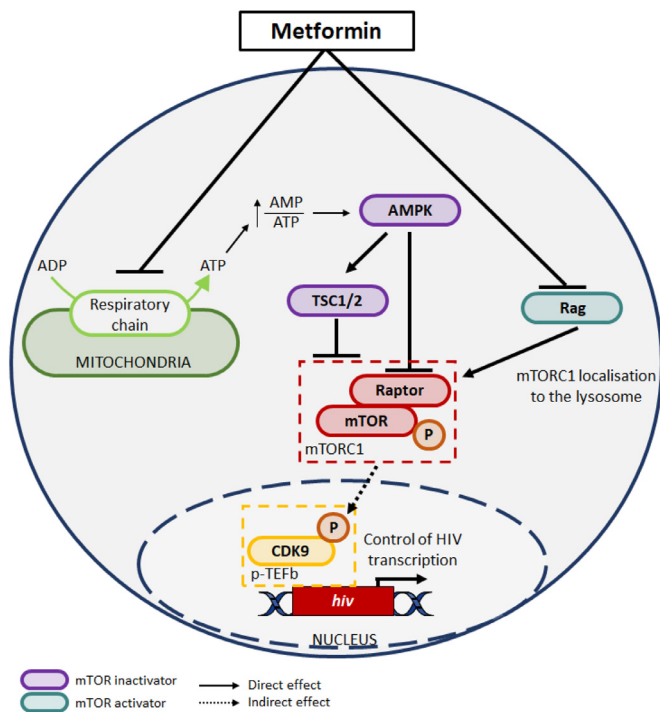 Metformin
AMP
ATP
AMPK
ADP
ATP
Respiratory
chain
MITOCHONDRIA
TSC1/2
Rag
mTORC1 localisation
to the lysosome
Raptor
mTOR
P
mTORC1
P
CDK9
p-TEFb
Control of HIV
transcription
hiv
NUCLEUS
mTOR inactivator
Direct effect
mTOR activator
Indirect effect